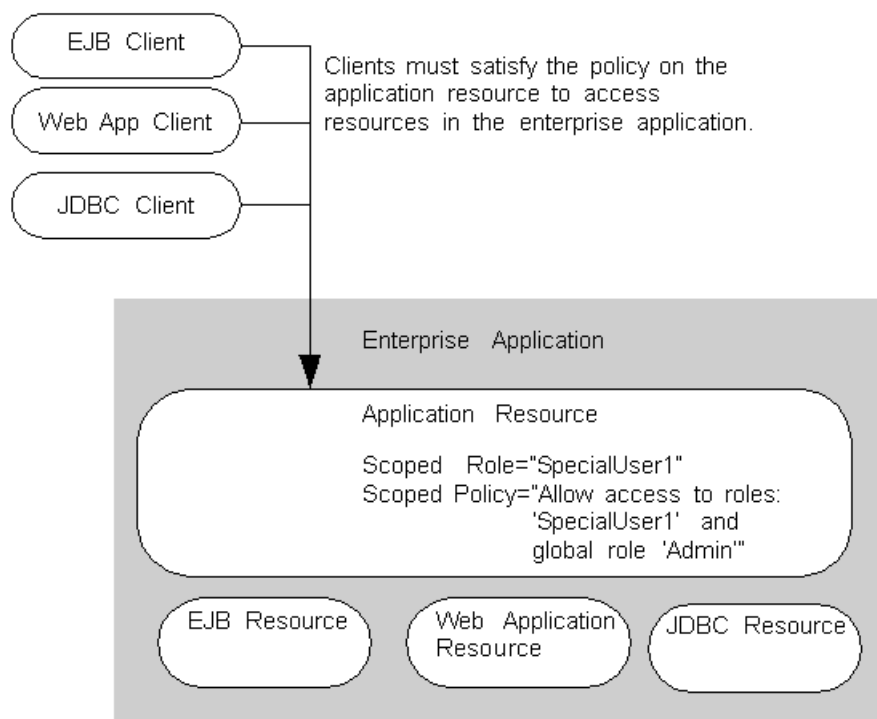 EJB Client
Clients must satisfy the policy on the
application resource to access
resources in the enterprise application.
Web App Client
JDBC Client
Enterprise Application
Application Resource
Scoped Role="SpecialUser1"
Scoped Policy="Allow access to roles:
'SpecialUser1' and
global role 'Admin'"
EJB Resource
Web Application
Resource
JDBC Resource